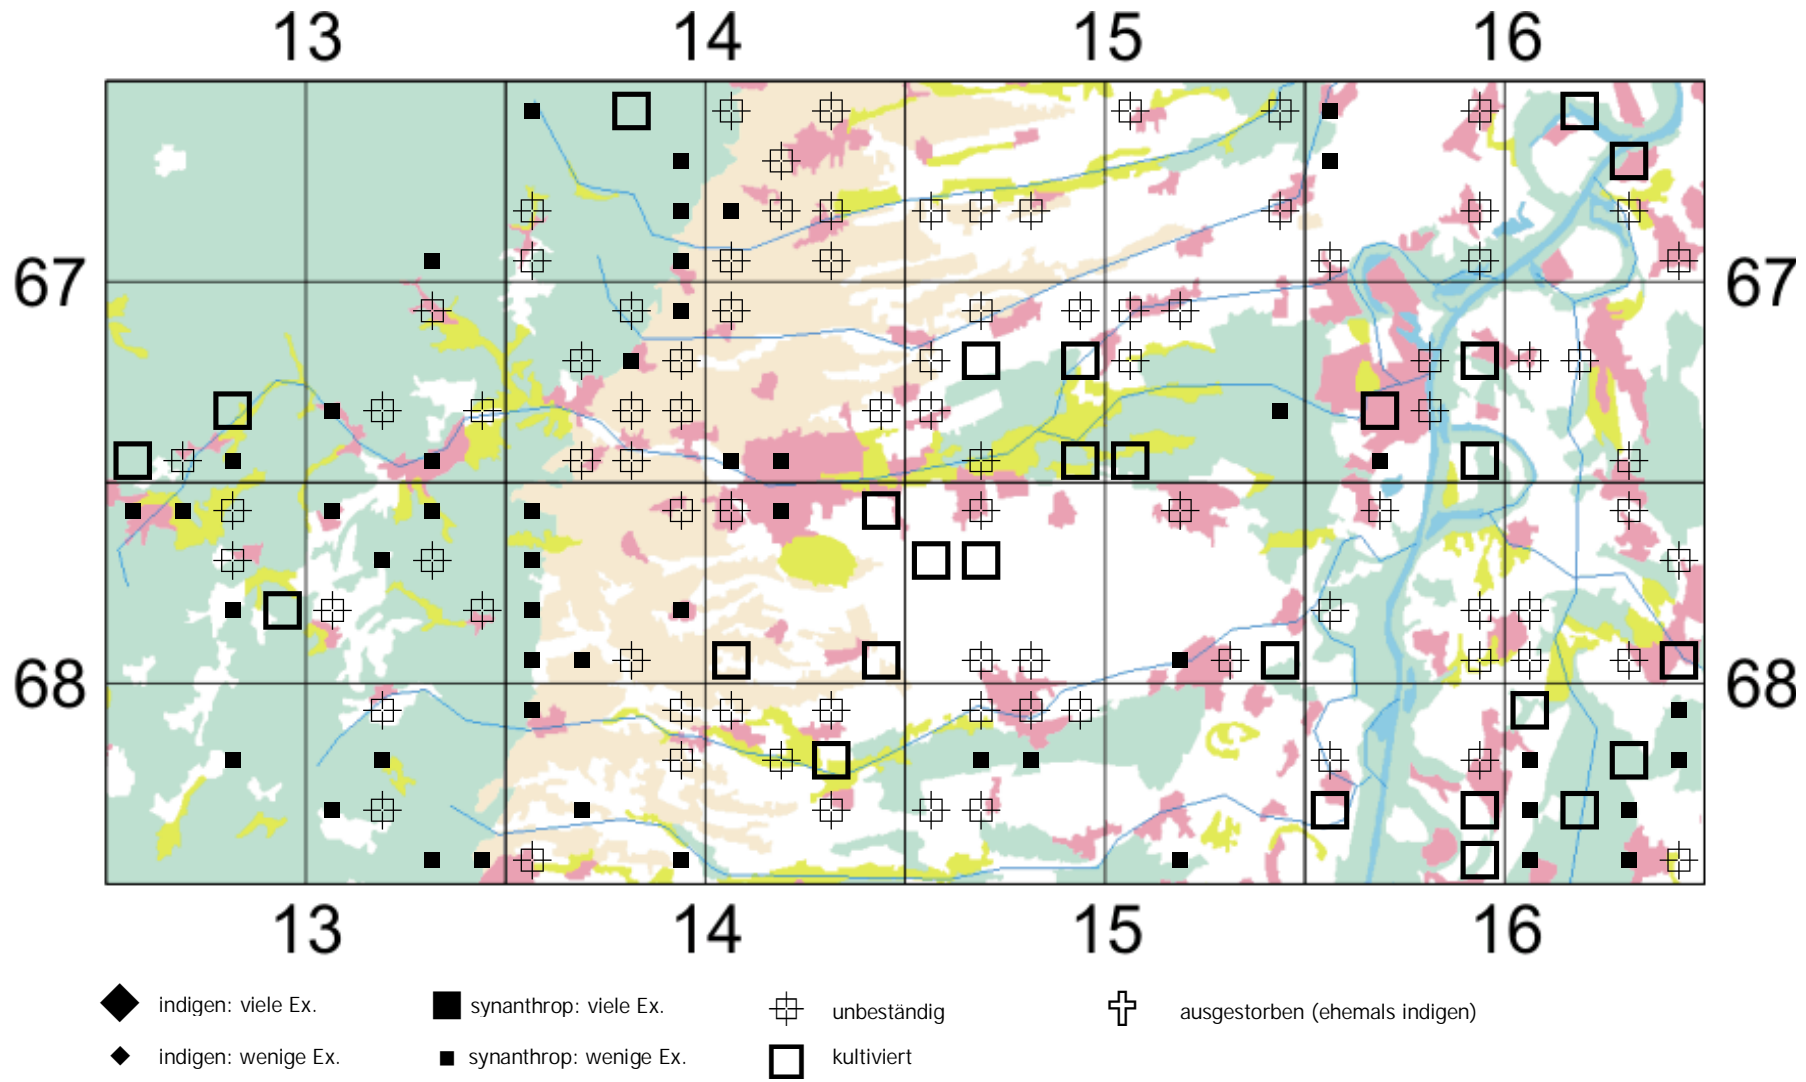 13 14 15 16
67 67
68 68
13 14 15 16
indigen: viele Ex. synanthrop: viele Ex. unbeständig ausgestorben (ehemals indigen)
indigen: wenige Ex. synanthrop: wenige Ex. kultiviert